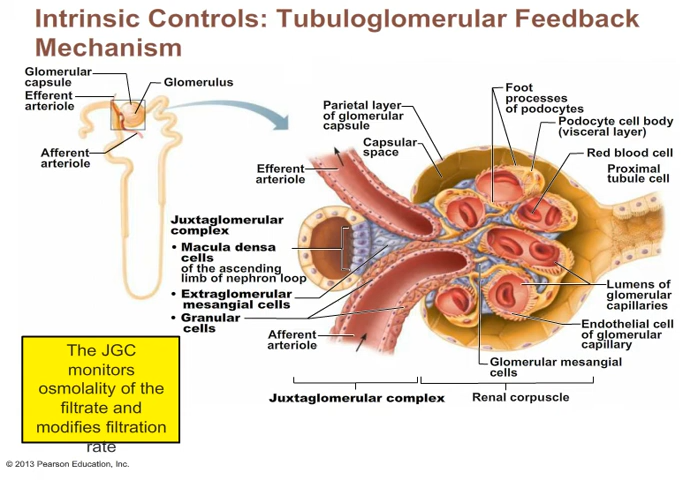 Intrinsic Controls: Tubuloglomerular Feedback
Mechanism
Glomerular
capsule
Efferent
arteriole
Glomerulus
Afferent
arteriole
Parietal layer
of glomerular
capsule
Capsular
space
Efferent
arteriole
Foot
processes
of podocytes
Podocyte cell body
(visceral layer)
Red blood cell
Proximal
tubule cell
Juxtaglomerular
complex
• Macula densa
cells
of the ascending
limb of nephron loop
• Extraglomerular
mesangial cells
• Granular
cells
Afferent
arteriole
Lumens of
glomerular
capillaries
Endothelial cell
of glomerular
capillary
Glomerular mesangial
cells
Juxtaglomerular complex
Renal corpuscle
The JGC
monitors
osmolality of the
filtrate and
modifies filtration
rate
© 2013 Pearson Education, Inc.